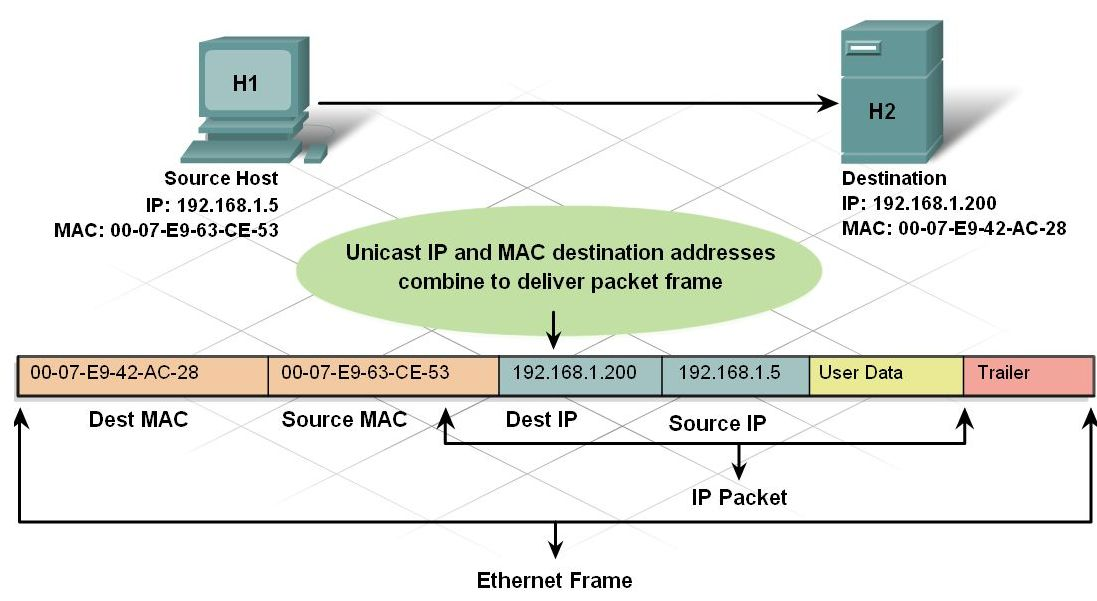 H1
H2
Source Host
IP: 192.168.1.5
MAC: 00-07-E9-63-CE-53
Destination
IP: 192.168.1.200
MAC: 00-07-E9-42-AC-28
Unicast IP and MAC destination addresses
combine to deliver packet frame
00-07-E9-42-AC-28
00-07-E9-63-CE-53
192.168.1.200
192.168.1.5
User Data
Trailer
Dest MAC
Source MAC
Dest IP
Source IP
IP Packet
Ethernet Frame